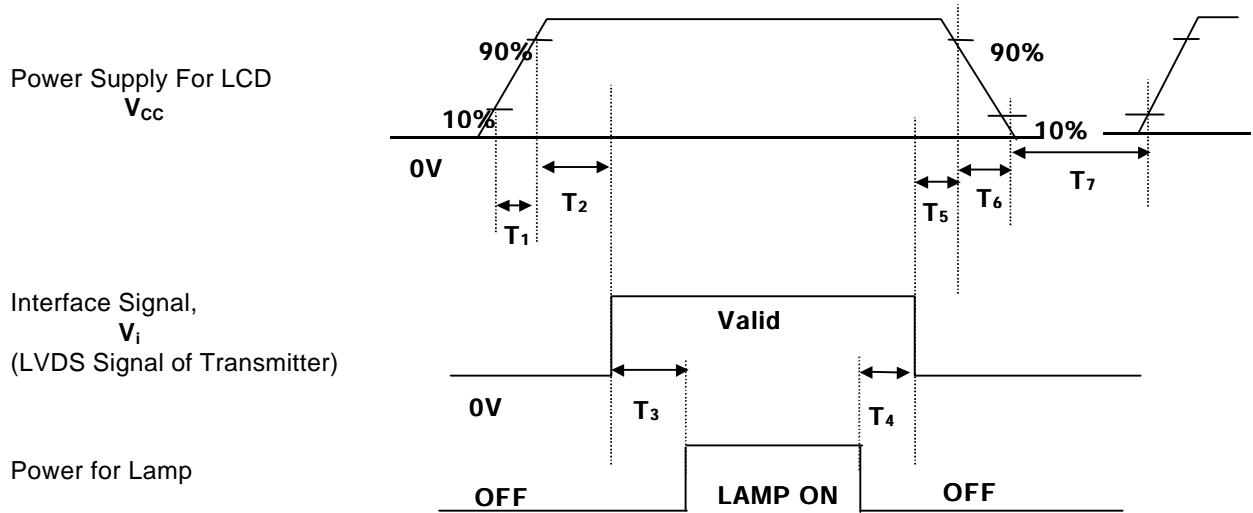 90%
90%
Power Supply For LCD
VCC
10%
10%
0V
T1
T2
T5
T6
T7
Interface Signal,
Vi
(LVDS Signal of Transmitter)
Valid
0V
T3
T4
Power for Lamp
OFF
LAMP ON
OFF